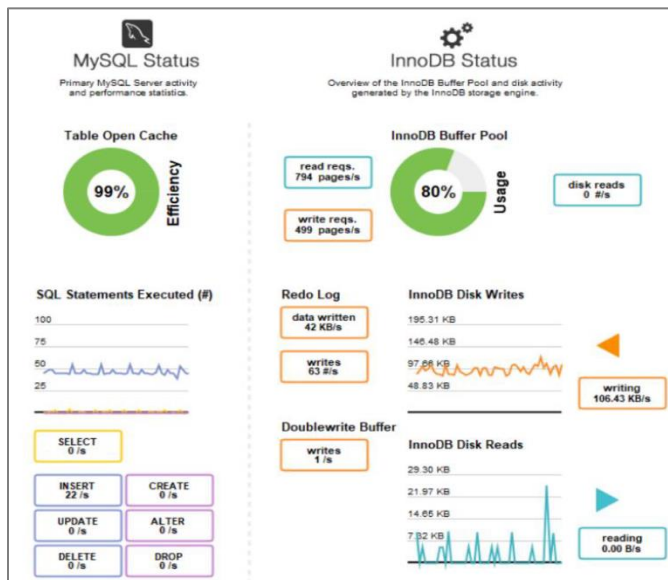 MySQL Status
Primary MySQL Server activity
and performance statistics.
Table Open Cache
99%
Efficiency
SQL Statements Executed (#)
100
75
50
25
SELECT
0 /s
INSERT
22 /s
CREATE
0 /s
UPDATE
0 /s
ALTER
0 /s
DELETE
0 /s
DROP
0 /s
InnoDB Status
Overview of the InnoDB Buffer Pool and disk activity
generated by the InnoDB storage engine.
InnoDB Buffer Pool
read reqs.
794 pages/s
write reqs.
499 pages/s
80%
Usage
disk reads
0 #/s
Redo Log
data written
42 KB/s
writes
63 #/s
Doublewrite Buffer
writes
1 /s
InnoDB Disk Writes
195.31 KB
146.48 KB
97.66 KB
48.83 KB
writing
106.43 KB/s
InnoDB Disk Reads
29.30 KB
21.97 KB
14.65 KB
7.32 KB
reading
0.00 B/s